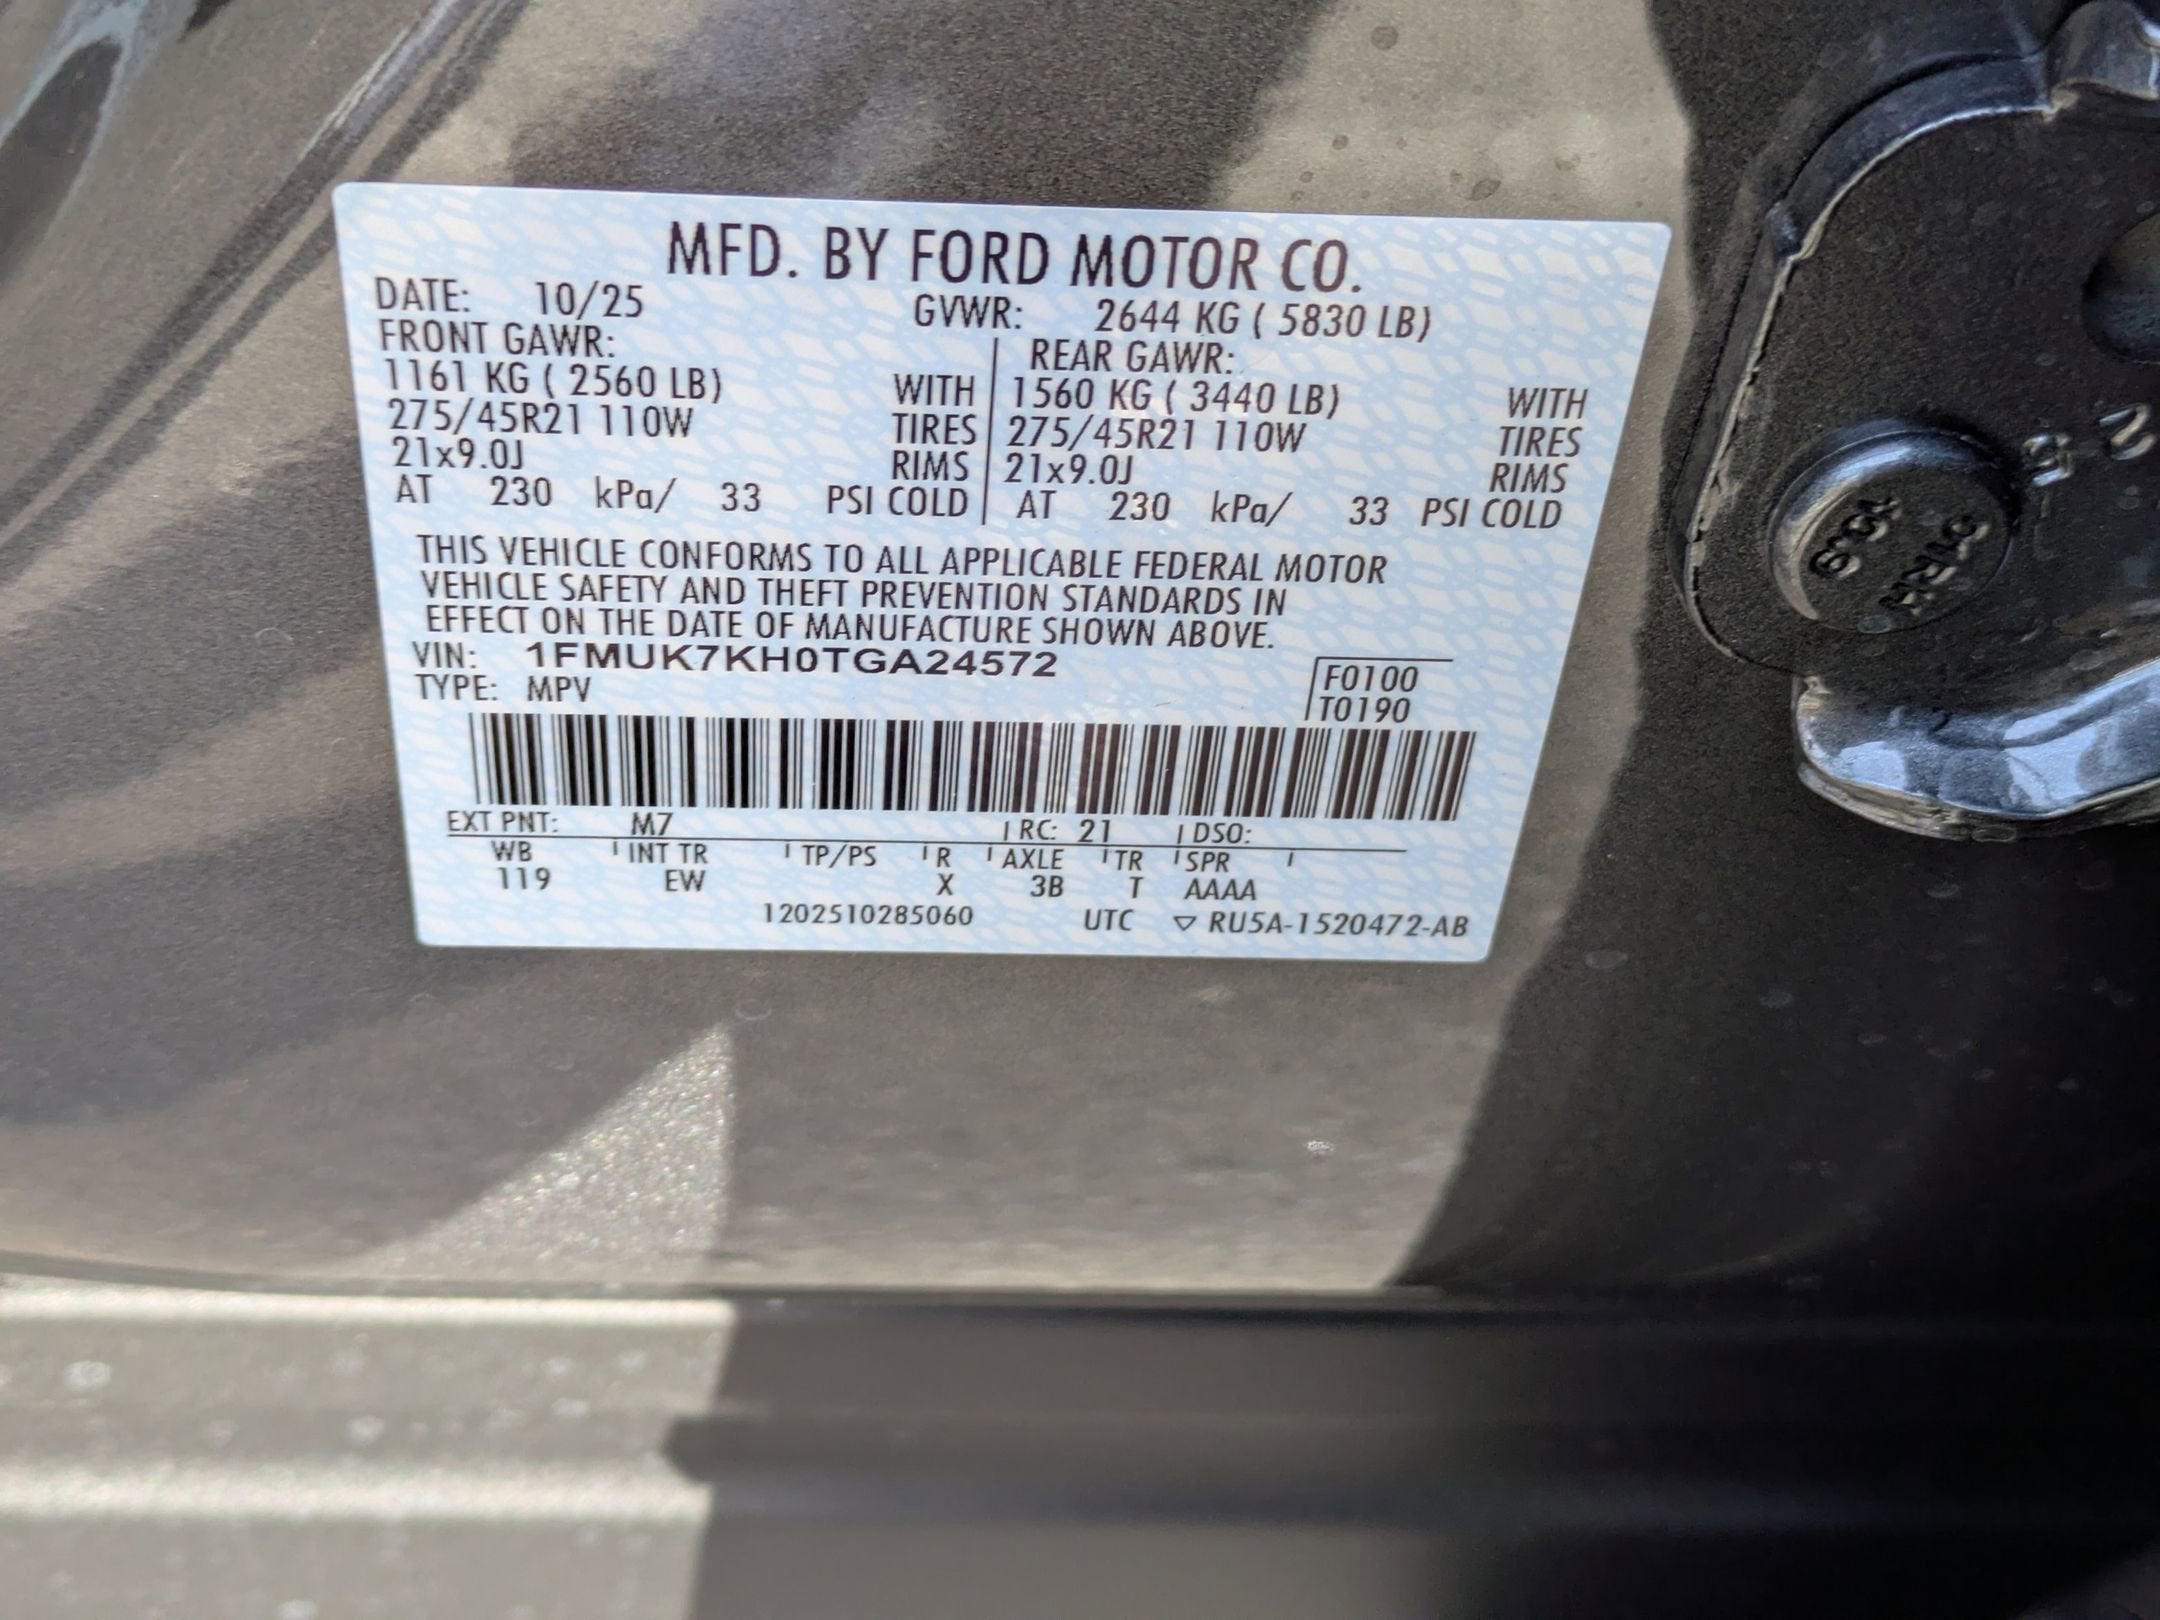 MFD. BY FORD MOTOR CO.
DATE: 10/25 GVWR: 2644 KG ( 5830 LB)
FRONT GAWR: REAR GAWR:
1161 KG ( 2560 LB) WITH 1560 KG ( 3440 LB) WITH
275/45R21 110W TIRES 275/45R21 110W TIRES
21x9.0J RIMS 21x9.0J RIMS
AT 230 kPa/ 33 PSI COLD AT 230 kPa/ 33 PSI COLD
THIS VEHICLE CONFORMS TO ALL APPLICABLE FEDERAL MOTOR
VEHICLE SAFETY AND THEFT PREVENTION STANDARDS IN
EFFECT ON THE DATE OF MANUFACTURE SHOWN ABOVE.
VIN: 1FMUK7KH0TGA24572
TYPE: MPV
F0100
T0190
EXT PNT: M7 RC: 21 DSO:
WB INT TR TP/PS R AXLE TR SPR
119 EW X 3B T AAAA
1202510285060 UTC ▽ RU5A-1520472-AB
10.9